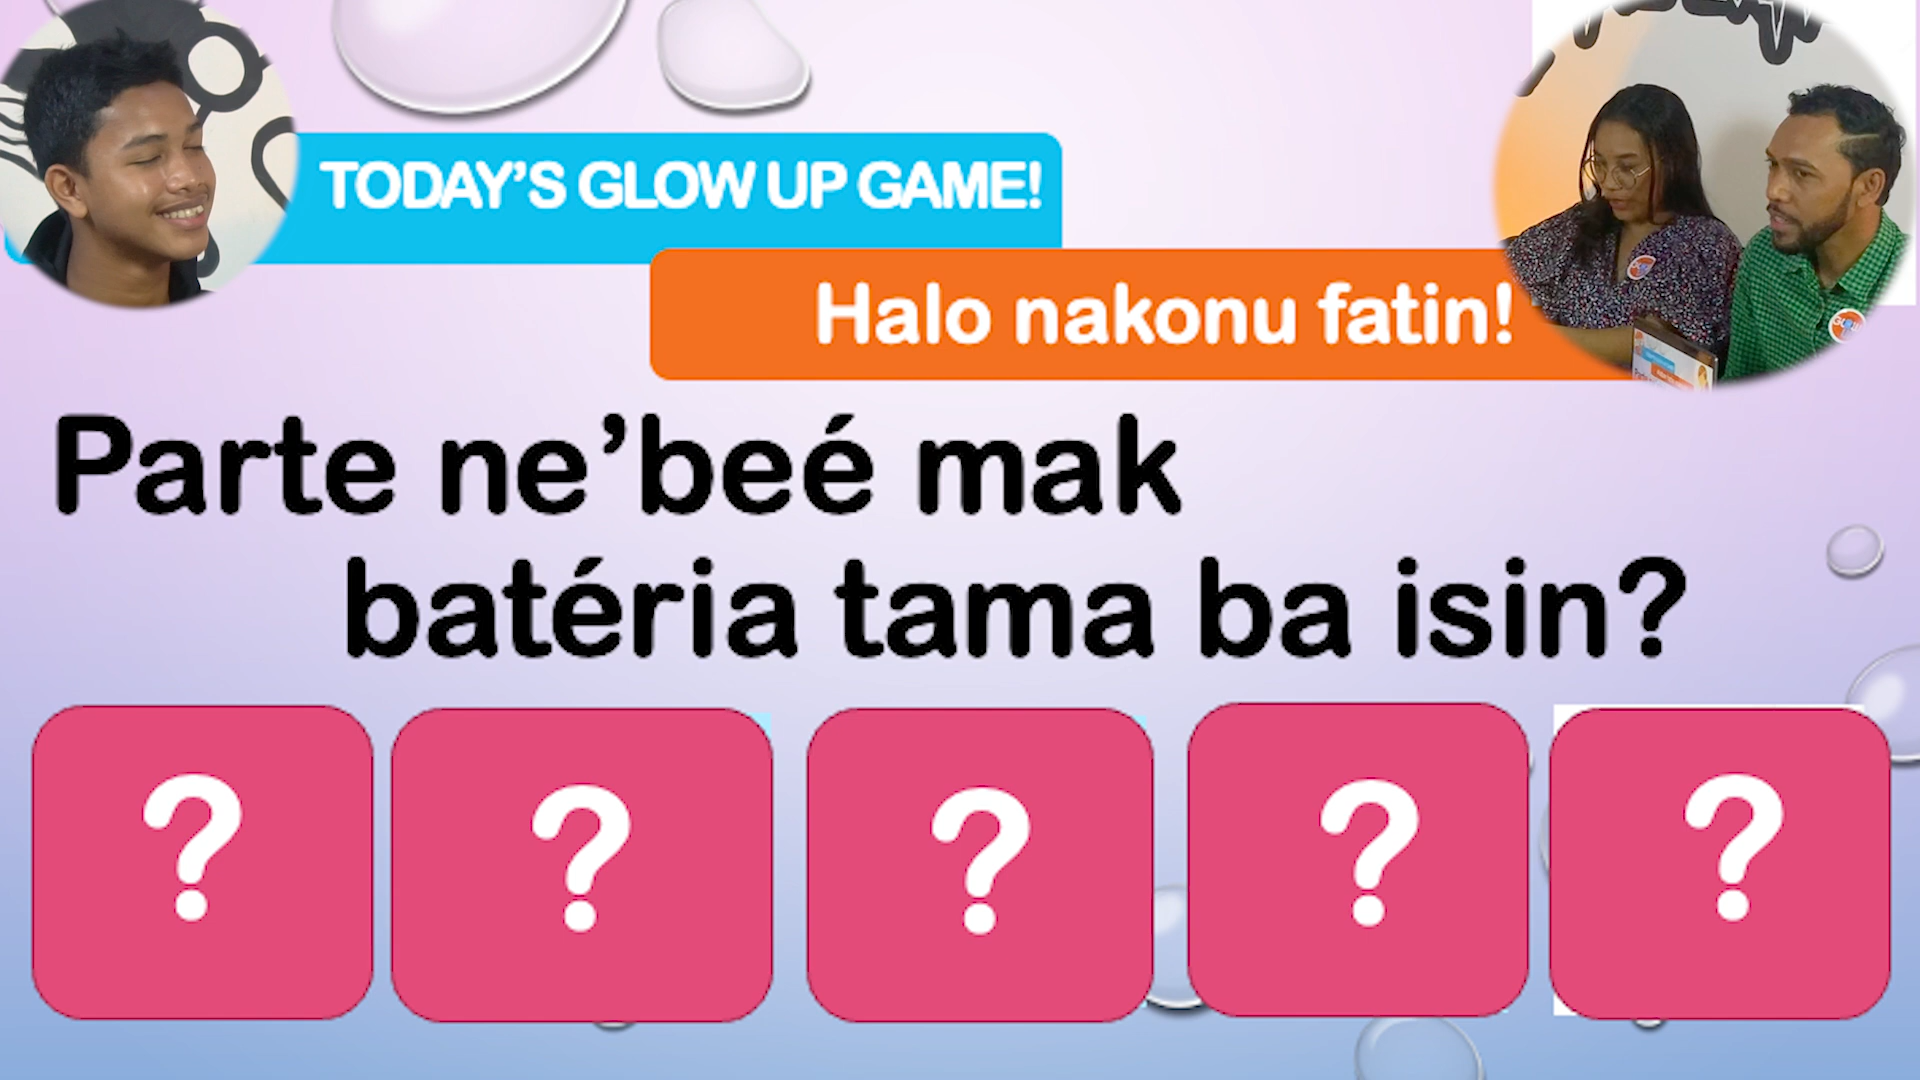 TODAY’S GLOW UP GAME!
Halo nakonu fatin!
Parte ne’beé mak
batéria tama ba isin?
? ? ? ? ?